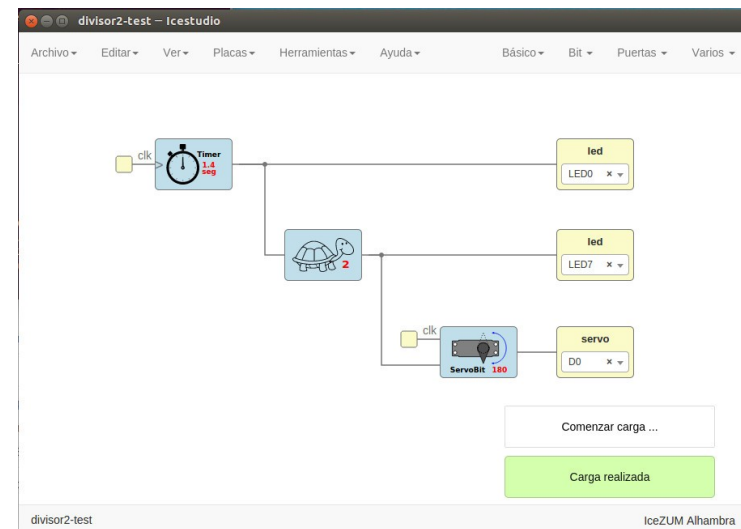 divisor2-test – Icestudio
Archivo Editar Ver Placas Herramientas Ayuda Básico Bit Puertas Varios
clk
Timer
1.4
seg
led
LED0 ×
2
led
LED7 ×
clk
ServoBit 180
servo
D0 ×
Comenzar carga ...
Carga realizada
divisor2-test IceZUM Alhambra